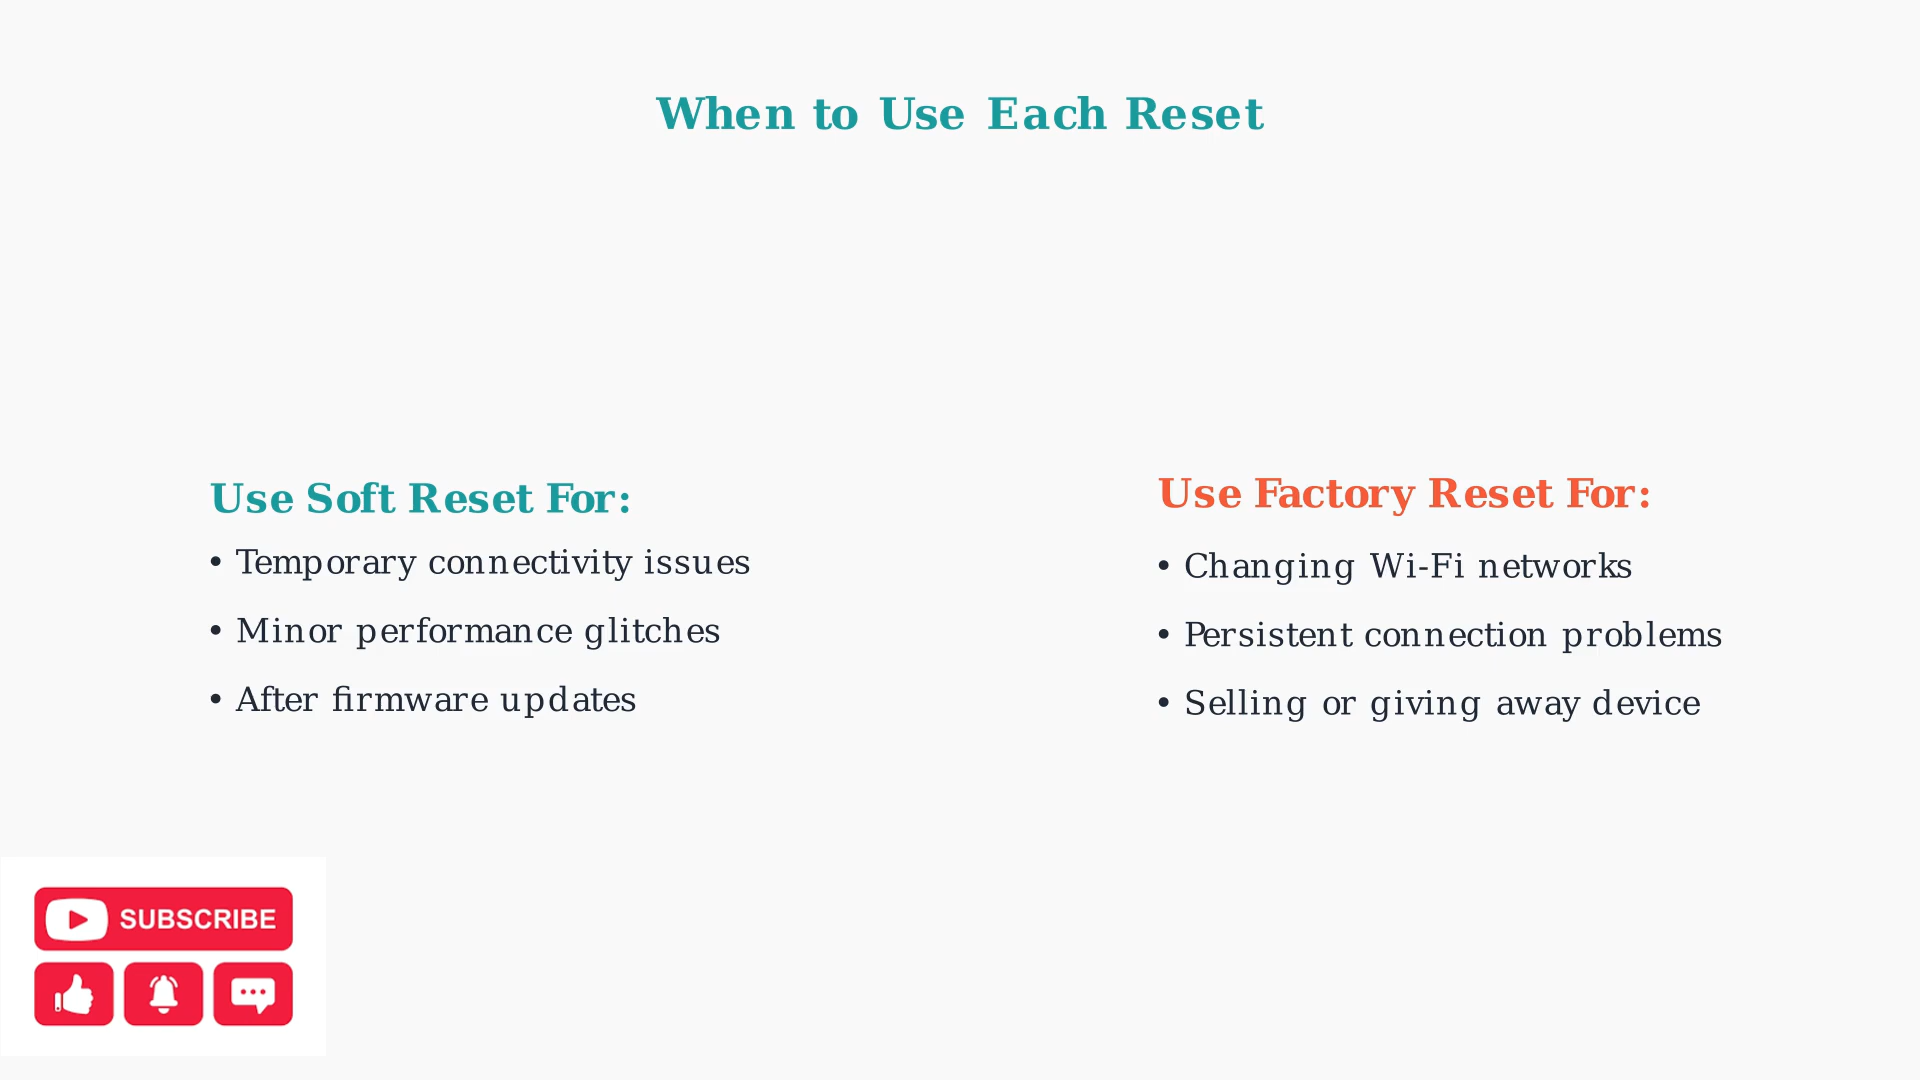 When to Use Each Reset
Use Soft Reset For:
• Temporary connectivity issues
• Minor performance glitches
• After firmware updates
Use Factory Reset For:
• Changing Wi-Fi networks
• Persistent connection problems
• Selling or giving away device
SUBSCRIBE